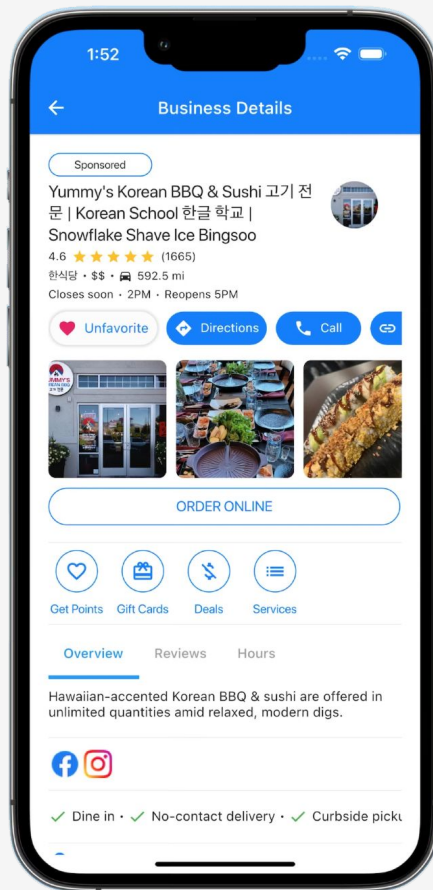 1:52
Business Details
Sponsored
Yummy's Korean BBQ & Sushi 고기 전
문 | Korean School 한글 학교 |
Snowflake Shave Ice Bingsoo
4.6 (1665)
한식당 • $$ • 592.5 mi
Closes soon • 2PM • Reopens 5PM
Unfavorite
Directions
Call
YUMMY'S
KOREAN BBQ
ORDER ONLINE
Get Points
Gift Cards
Deals
Services
Overview
Reviews
Hours
Hawaiian-accented Korean BBQ & sushi are offered in
unlimited quantities amid relaxed, modern digs.
Dine in • No-contact delivery • Curbside picku